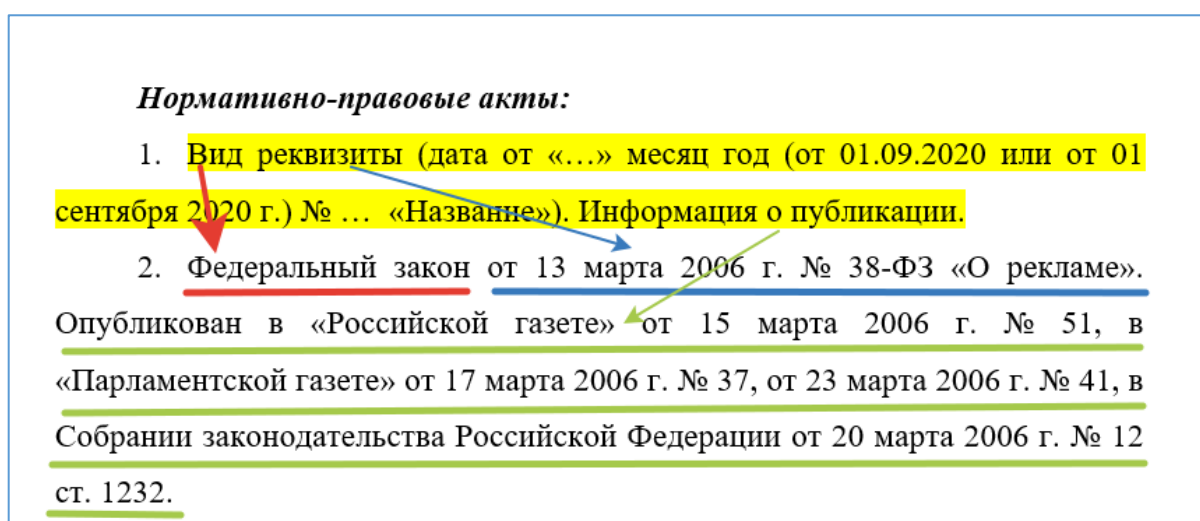 Нормативно-правовые акты:
1. Вид реквизиты (дата от «…» месяц год (от 01.09.2020 или от 01
сентября 2020 г.) № … «Название»). Информация о публикации.
2. Федеральный закон от 13 марта 2006 г. № 38-ФЗ «О рекламе».
Опубликован в «Российской газете» от 15 марта 2006 г. № 51, в
«Парламентской газете» от 17 марта 2006 г. № 37, от 23 марта 2006 г. № 41, в
Собрании законодательства Российской Федерации от 20 марта 2006 г. № 12
ст. 1232.